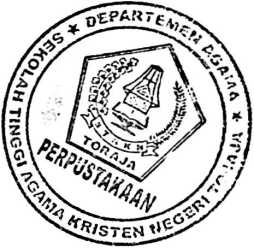 ★ DEPARTEMEN AGAMA ★
SEKOLAH TINGGI AGAMA KRISTEN NEGERI TORAJA
TORAJA
PERPUSTAKAAN